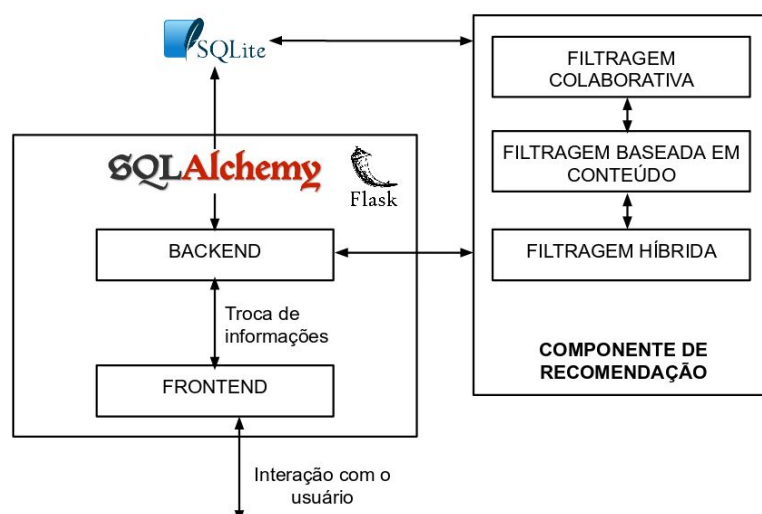 SQLite
FILTRAGEM
COLABORATIVA
FILTRAGEM BASEADA EM
CONTEÚDO
FILTRAGEM HÍBRIDA
COMPONENTE DE
RECOMENDAÇÃO
SQLAlchemy
Flask
BACKEND
Troca de
informações
FRONTEND
Interação com o
usuário